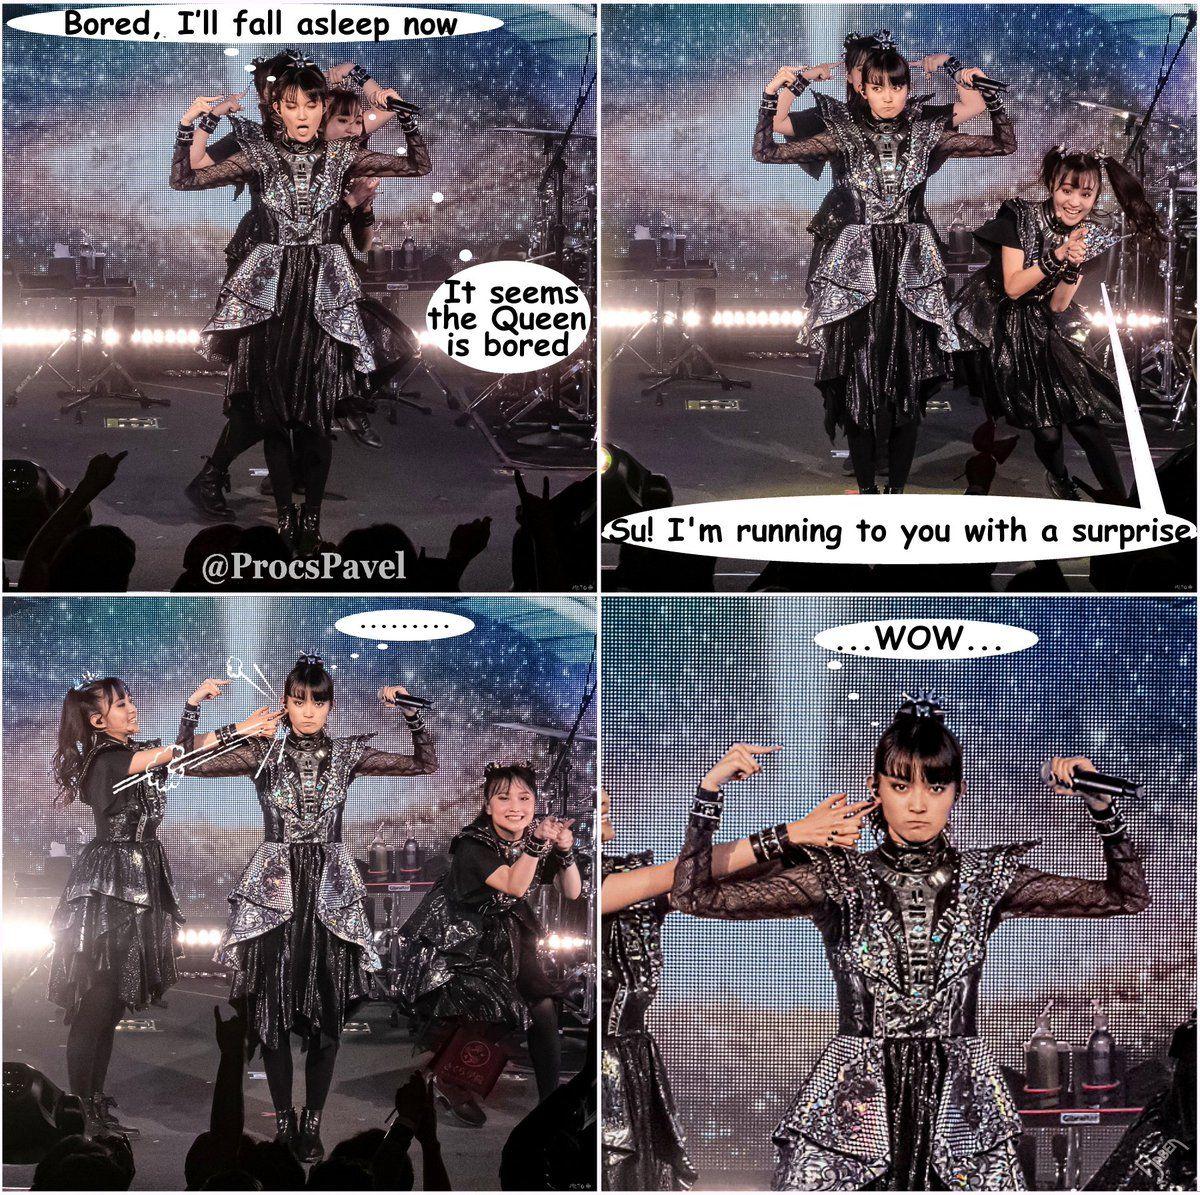 Bored, I'll fall asleep now
It seems
the Queen
is bored
@ProcsPavel
Su! I'm running to you with a surprise
.........
...WOW...